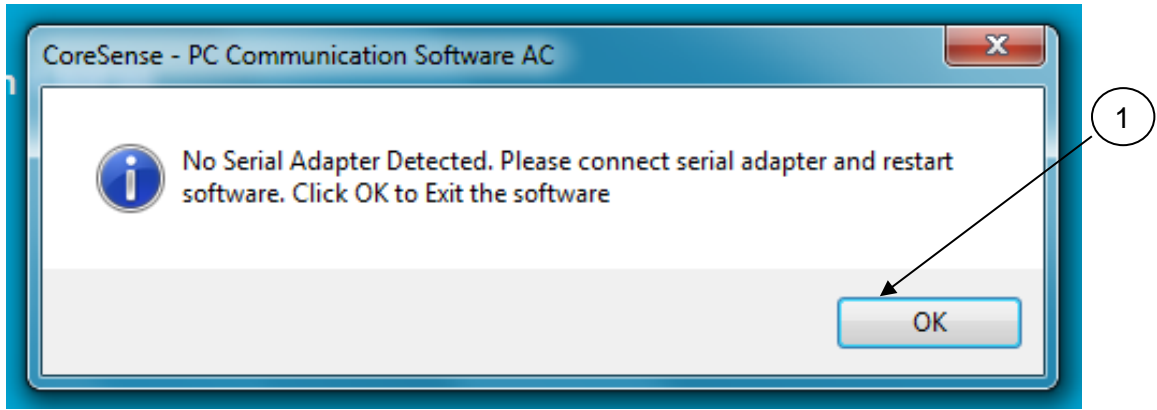 CoreSense - PC Communication Software AC
n
1
No Serial Adapter Detected. Please connect serial adapter and restart
software. Click OK to Exit the software
OK